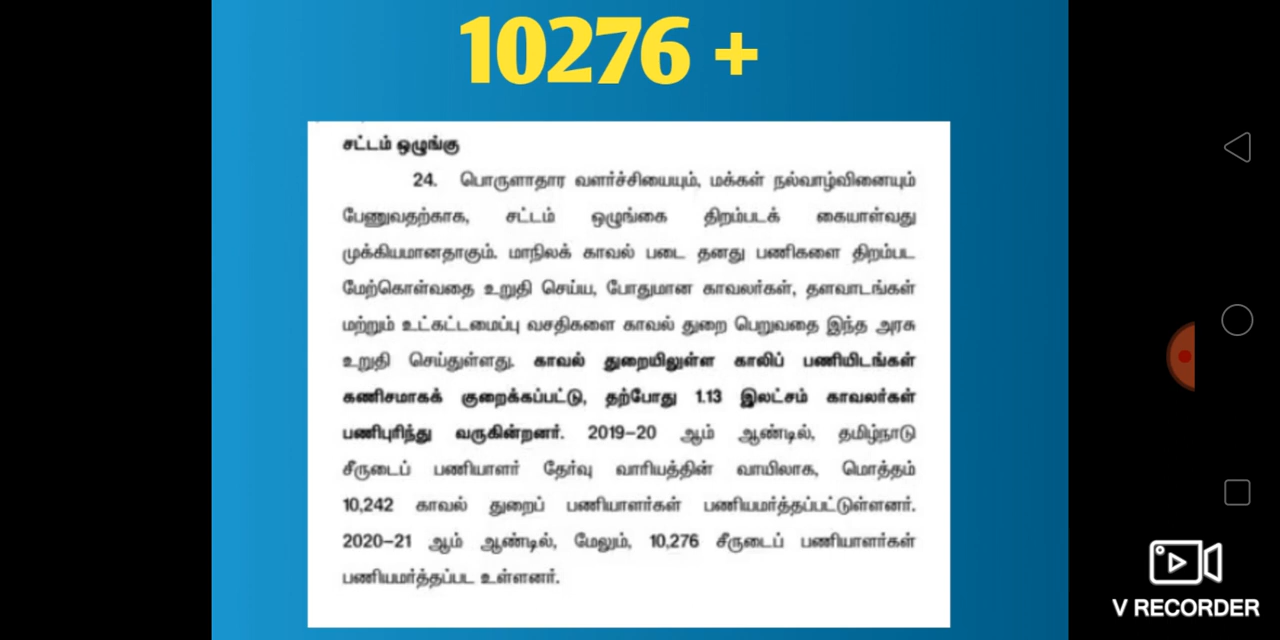 10276 +
சட்டம் ஒழுங்கு
24. பொருளாதார வளர்ச்சியையும், மக்கள் நல்வாழ்வினையும்
பேணுவதற்காக, சட்டம் ஒழுங்கை திறம்படக் கையாள்வது
முக்கியமானதாகும். மாநிலக் காவல் படை தனது பணிகளை திறம்பட
மேற்கொள்வதை உறுதி செய்ய, போதுமான காவலர்கள், தளவாடங்கள்
மற்றும் உட்கட்டமைப்பு வசதிகளை காவல் துறை பெறுவதை இந்த அரசு
உறுதி செய்துள்ளது. காவல் துறையிலுள்ள காலிப் பணியிடங்கள்
கணிசமாகக் குறைக்கப்பட்டு, தற்போது 1.13 இலட்சம் காவலர்கள்
பணிபுரிந்து வருகின்றனர். 2019–20 ஆம் ஆண்டில், தமிழ்நாடு
சீருடைப் பணியாளர் தேர்வு வாரியத்தின் வாயிலாக, மொத்தம்
10,242 காவல் துறைப் பணியாளர்கள் பணியமர்த்தப்பட்டுள்ளனர்.
2020–21 ஆம் ஆண்டில், மேலும், 10,276 சீருடைப் பணியாளர்கள்
பணியமர்த்தப்பட உள்ளனர்.
V RECORDER